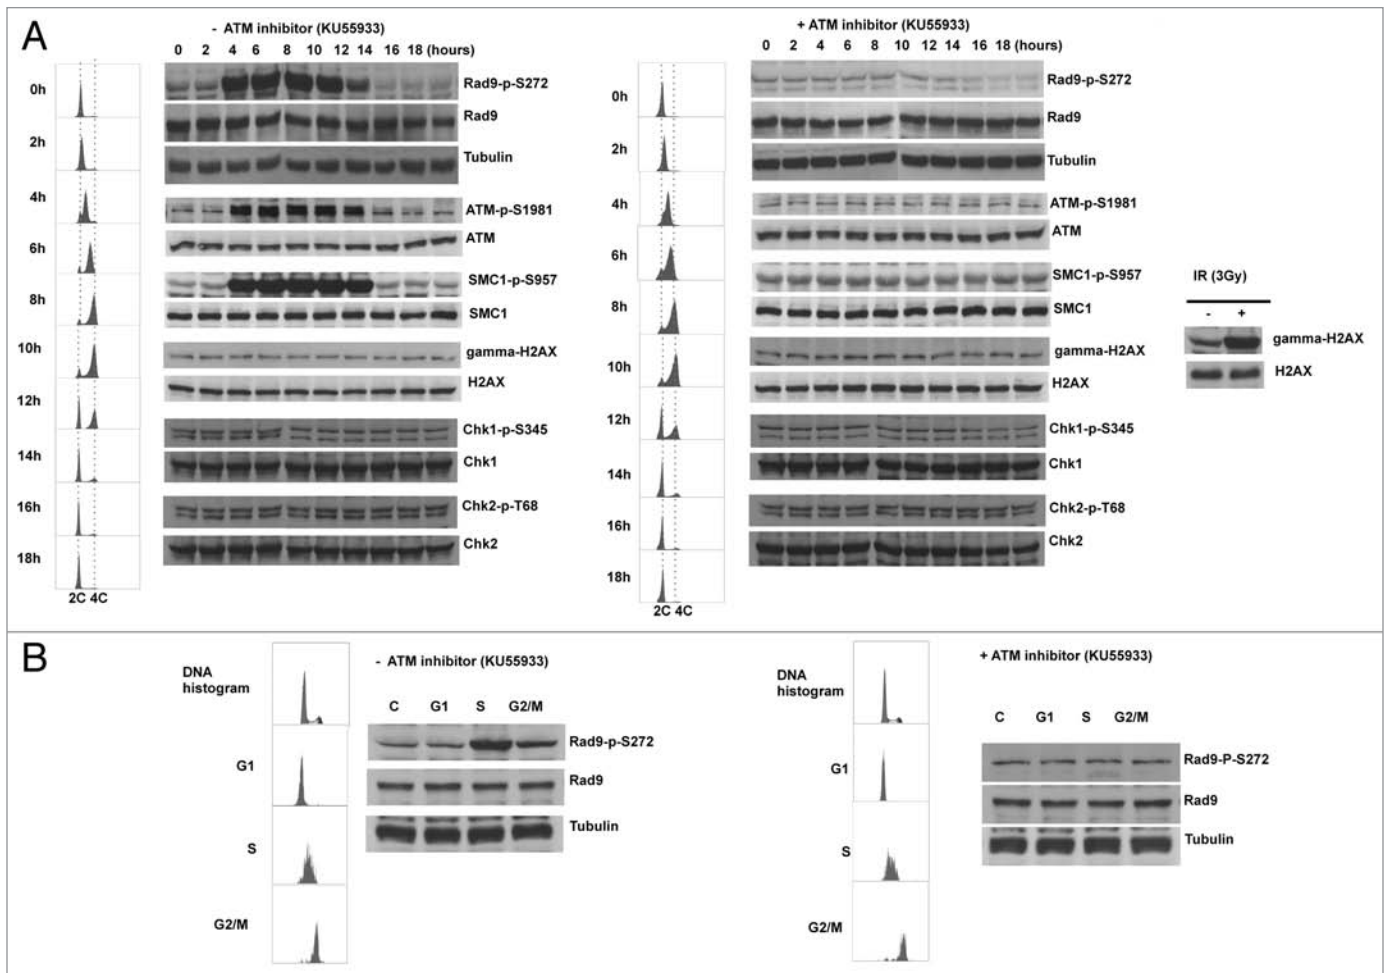 A
- ATM inhibitor (KU55933)
0 2 4 6 8 10 12 14 16 18 (hours)
0h
2h
4h
6h
8h
10h
12h
14h
16h
18h
2C 4C
Rad9-p-S272
Rad9
Tubulin
ATM-p-S1981
ATM
SMC1-p-S957
SMC1
gamma-H2AX
H2AX
Chk1-p-S345
Chk1
Chk2-p-T68
Chk2
+ ATM inhibitor (KU55933)
0 2 4 6 8 10 12 14 16 18 (hours)
0h
2h
4h
6h
8h
10h
12h
14h
16h
18h
2C 4C
Rad9-p-S272
Rad9
Tubulin
ATM-p-S1981
ATM
SMC1-p-S957
SMC1
gamma-H2AX
H2AX
Chk1-p-S345
Chk1
Chk2-p-T68
Chk2
IR (3Gy)
- +
gamma-H2AX
H2AX
B
DNA
histogram
G1
S
G2/M
- ATM inhibitor (KU55933)
C G1 S G2/M
Rad9-p-S272
Rad9
Tubulin
DNA
histogram
G1
S
G2/M
+ ATM inhibitor (KU55933)
C G1 S G2/M
Rad9-P-S272
Rad9
Tubulin